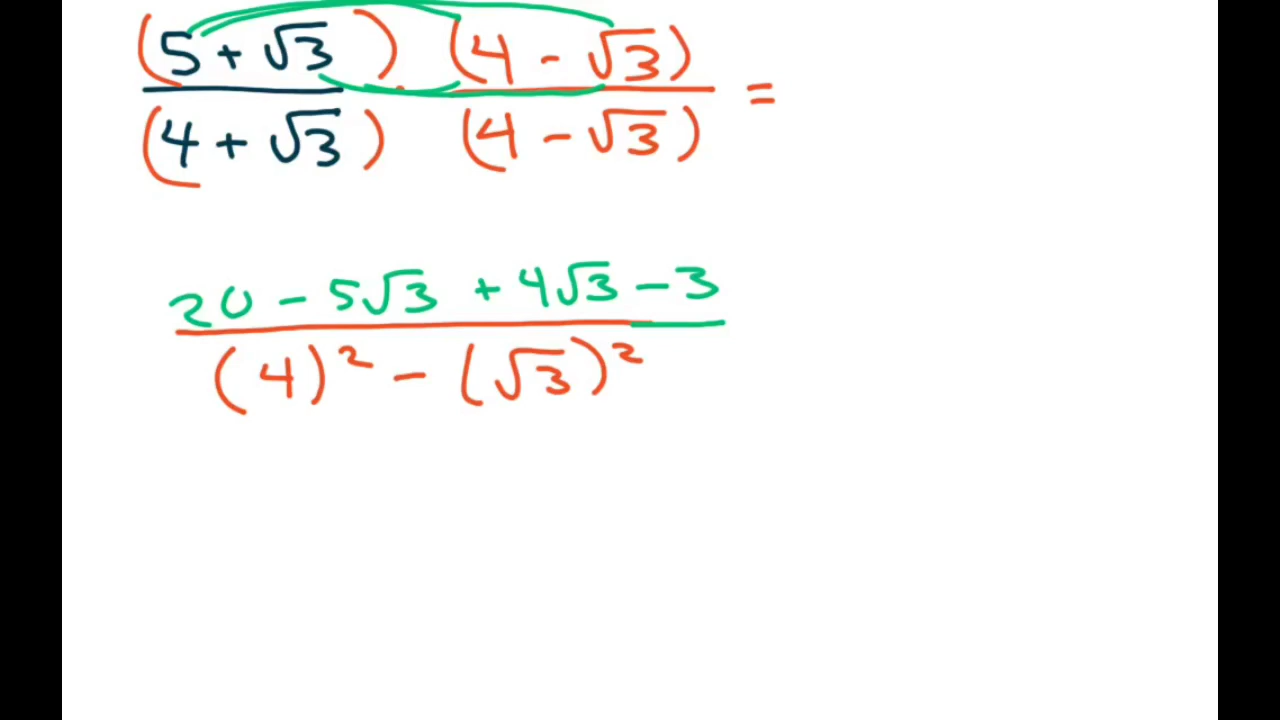 (5 + √3) (4 - √3) =
(4 + √3) (4 - √3)
20 - 5√3 + 4√3 - 3
(4)² - (√3)²